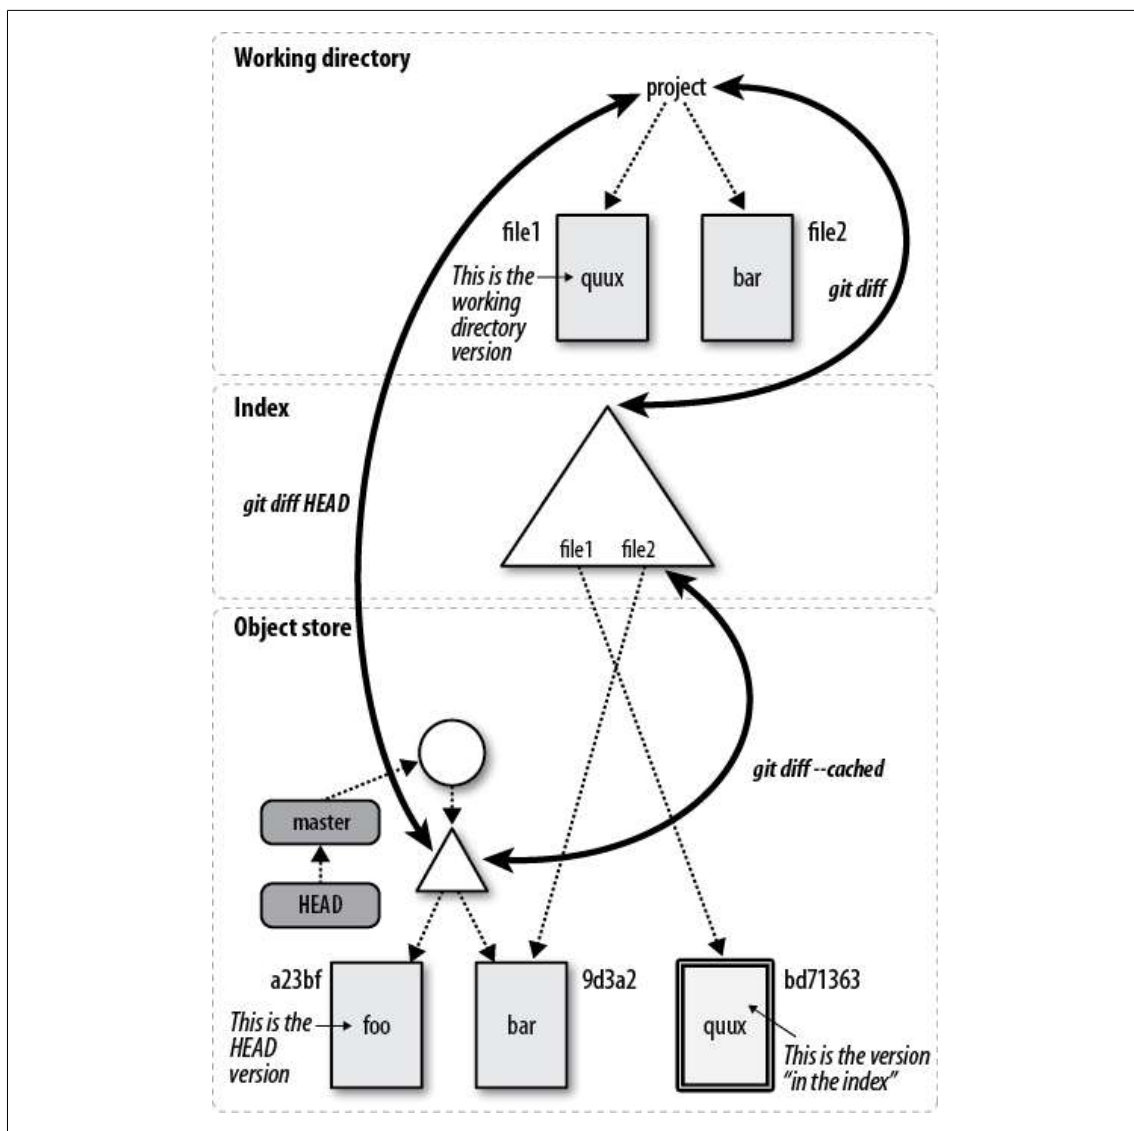 Working directory
project
file1
file2
This is the
working
directory
version
quux
bar
git diff
Index
git diff HEAD
file1 file2
Object store
git diff --cached
master
HEAD
a23bf
9d3a2
bd71363
This is the
HEAD
version
foo
bar
quux
This is the version
“in the index”